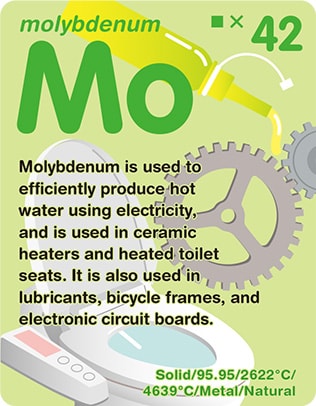 molybdenum
■× 42
Mo
Molybdenum is used to
efficiently produce hot
water using electricity,
and is used in ceramic
heaters and heated toilet
seats. It is also used in
lubricants, bicycle frames, and
electronic circuit boards.
Solid/95.95/2622°C/
4639°C/Metal/Natural